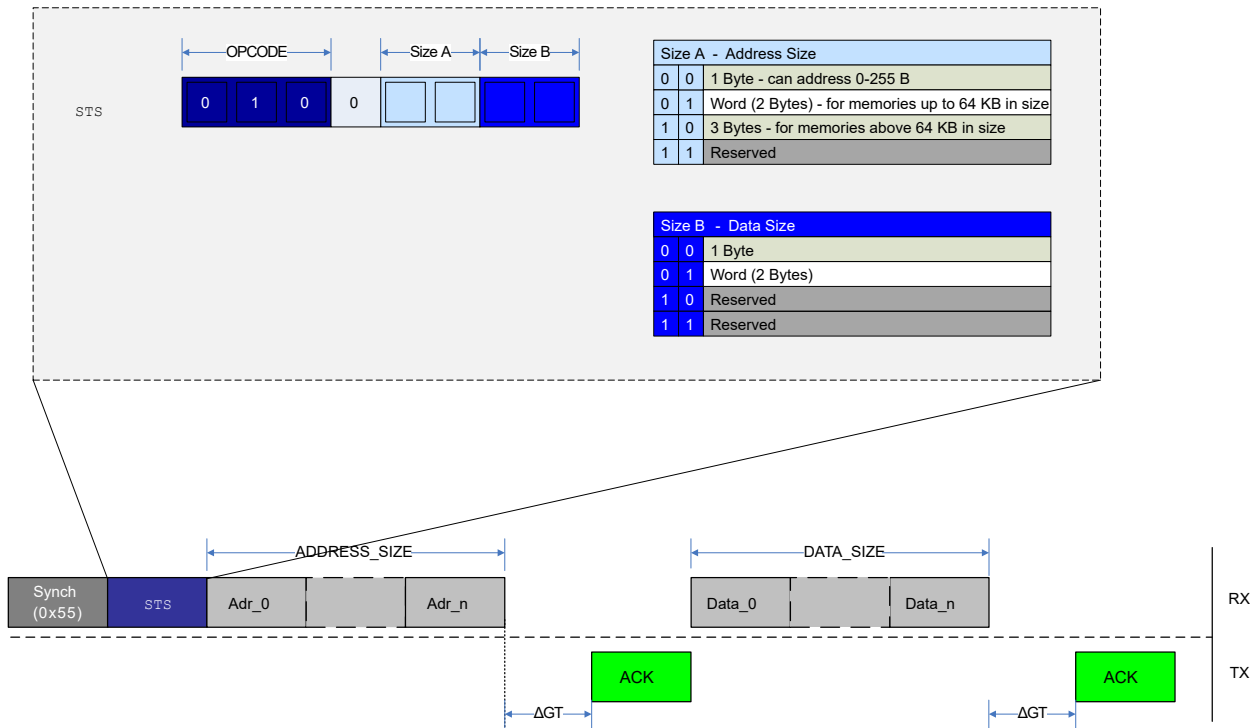 OPCODE Size A Size B
STS 0 1 0 0
Size A - Address Size
0 0 1 Byte - can address 0-255 B
0 1 Word (2 Bytes) - for memories up to 64 KB in size
1 0 3 Bytes - for memories above 64 KB in size
1 1 Reserved
Size B - Data Size
0 0 1 Byte
0 1 Word (2 Bytes)
1 0 Reserved
1 1 Reserved
ADDRESS_SIZE DATA_SIZE
Synch
(0x55)
STS Adr_0 Adr_n Data_0 Data_n RX
ACK ACK TX
ΔGT ΔGT